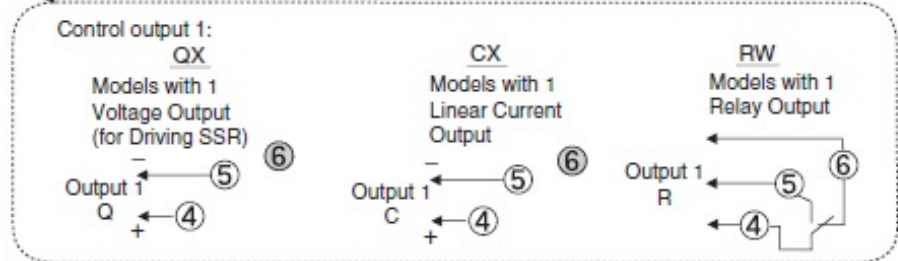 Control output 1:
QX
Models with 1
Voltage Output
(for Driving SSR)
−
⑤
⑥
Output 1
Q
④
+
CX
Models with 1
Linear Current
Output
−
⑤
⑥
Output 1
C
④
+
RW
Models with 1
Relay Output
⑥
Output 1
⑤
R
④